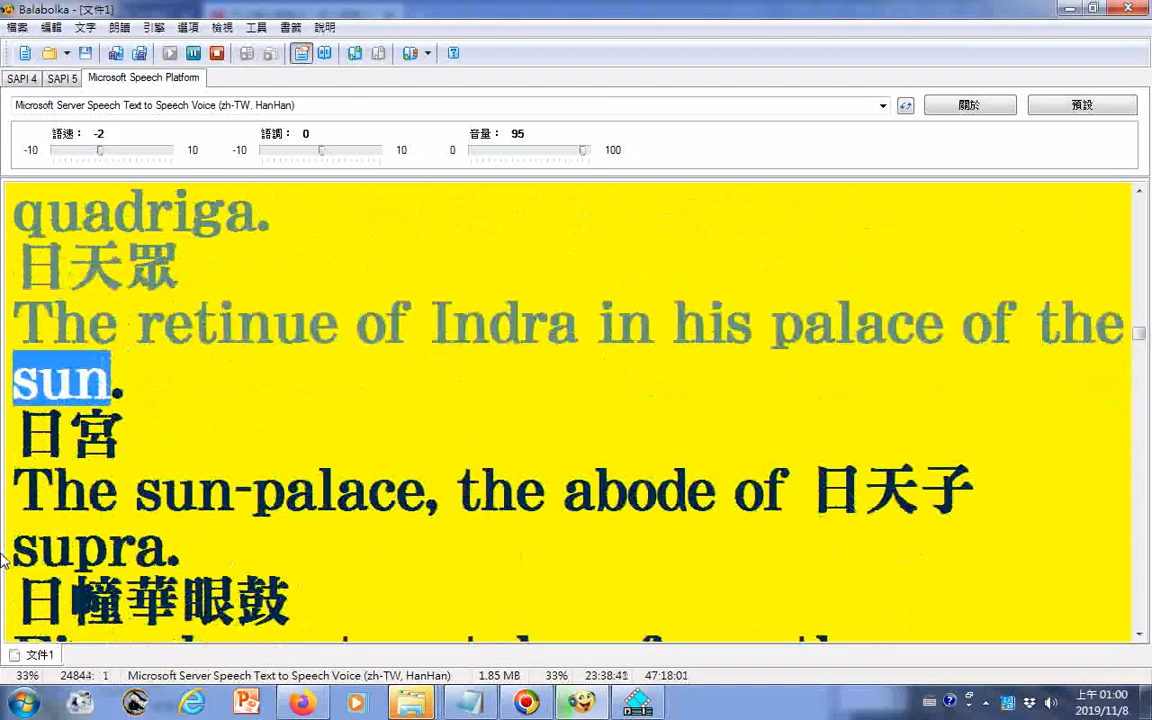 Balabolka - [文件1]
檔案 編輯 文字 朗讀 引擎 選項 檢視 工具 書籤 說明
SAPI 4 SAPI 5 Microsoft Speech Platform
Microsoft Server Speech Text to Speech Voice (zh-TW, HanHan) 關於 預設
語速： -2 語調： 0 音量： 95
-10 10 -10 10 0 100
quadriga.
日天眾
The retinue of Indra in his palace of the
sun.
日宮
The sun-palace, the abode of 日天子
supra.
日幢華眼鼓
文件1
33% 24844: 1 Microsoft Server Speech Text to Speech Voice (zh-TW, HanHan) 1.85 MB 33% 23:38:41 47:18:01
上午 01:00
2019/11/8